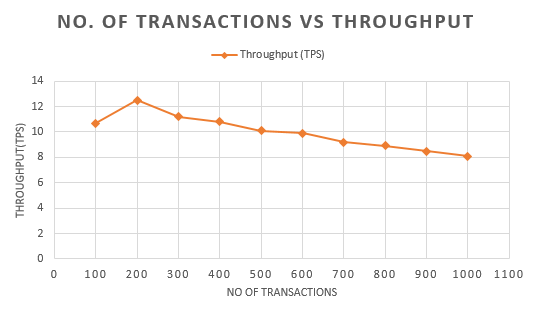 NO. OF TRANSACTIONS VS THROUGHPUT
Throughput (TPS)
THROUGHPUT(TPS)
14
12
10
8
6
4
2
0
0 100 200 300 400 500 600 700 800 900 1000 1100
NO OF TRANSACTIONS